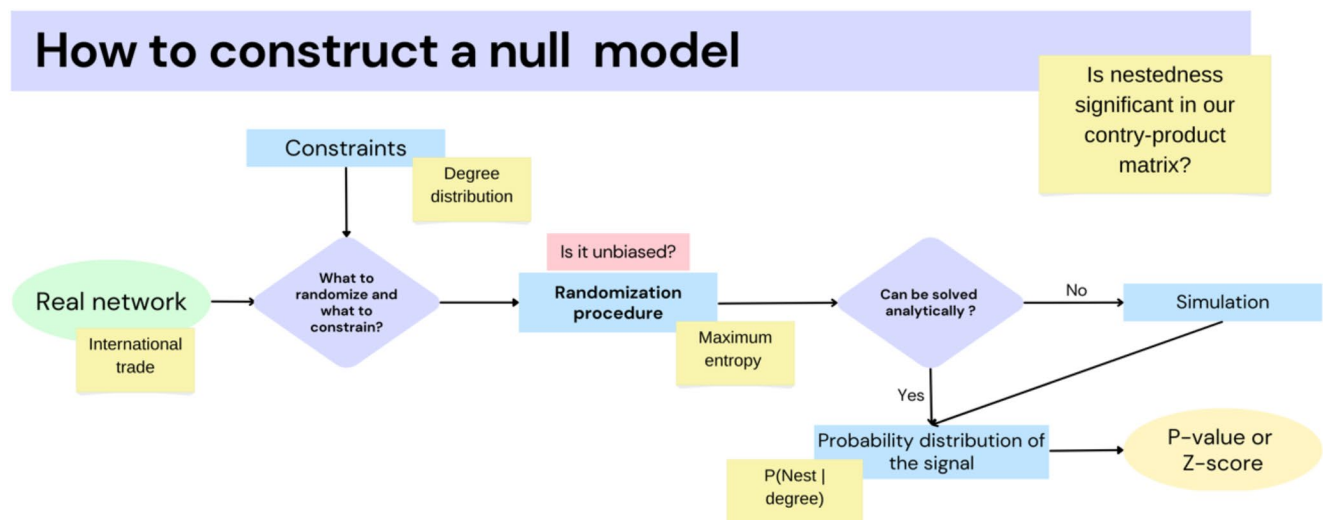 How to construct a null model
Is nestedness
significant in our
contry-product
matrix?
Constraints
Degree
distribution
Real network
International
trade
What to
randomize and
what to
constrain?
Is it unbiased?
Randomization
procedure
Maximum
entropy
Can be solved
analytically ?
No
Simulation
Yes
Probability distribution of
the signal
P(Nest |
degree)
P-value or
Z-score